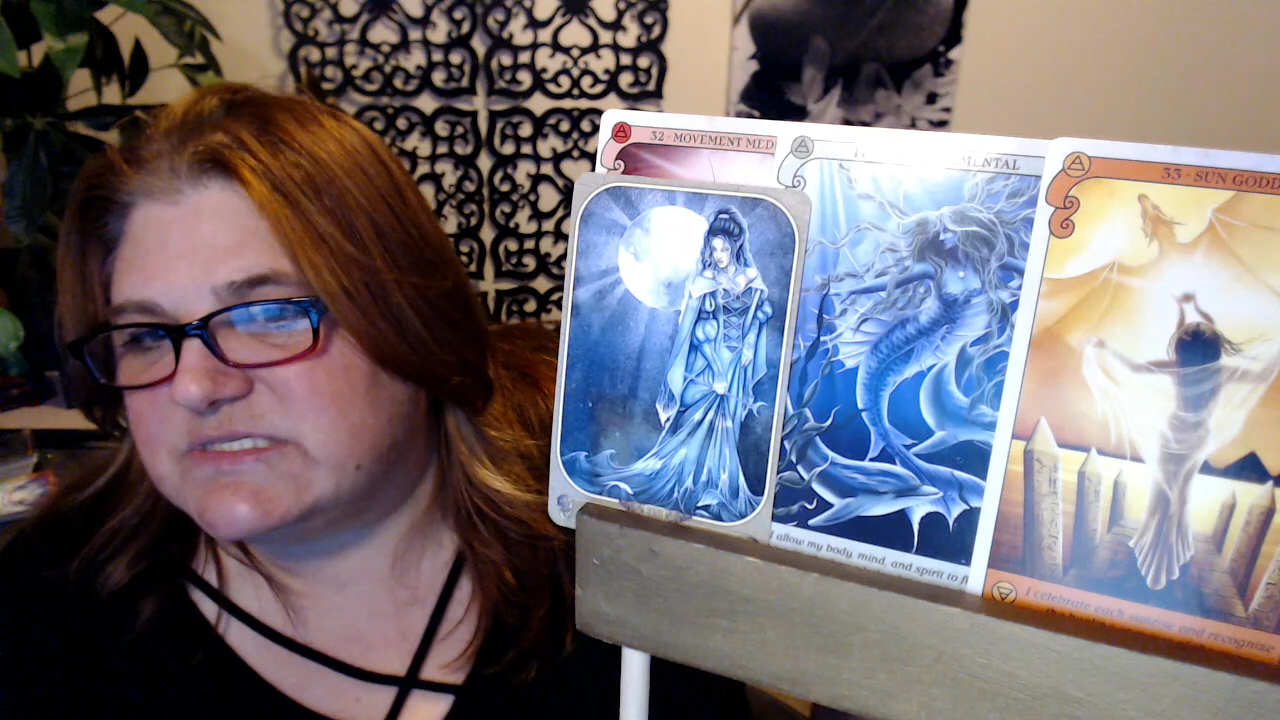 32 · MOVEMENT MED
MENTAL
33 · SUN GODD
I allow my body, mind, and spirit to fl
I celebrate each sunrise and recognise